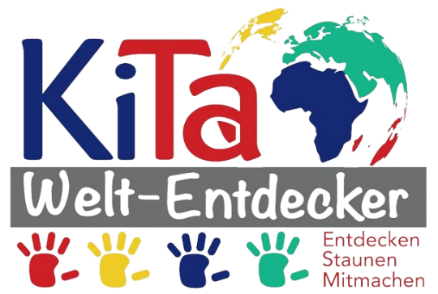 KiTa
Welt-Entdecker
Entdecken
Staunen
Mitmachen